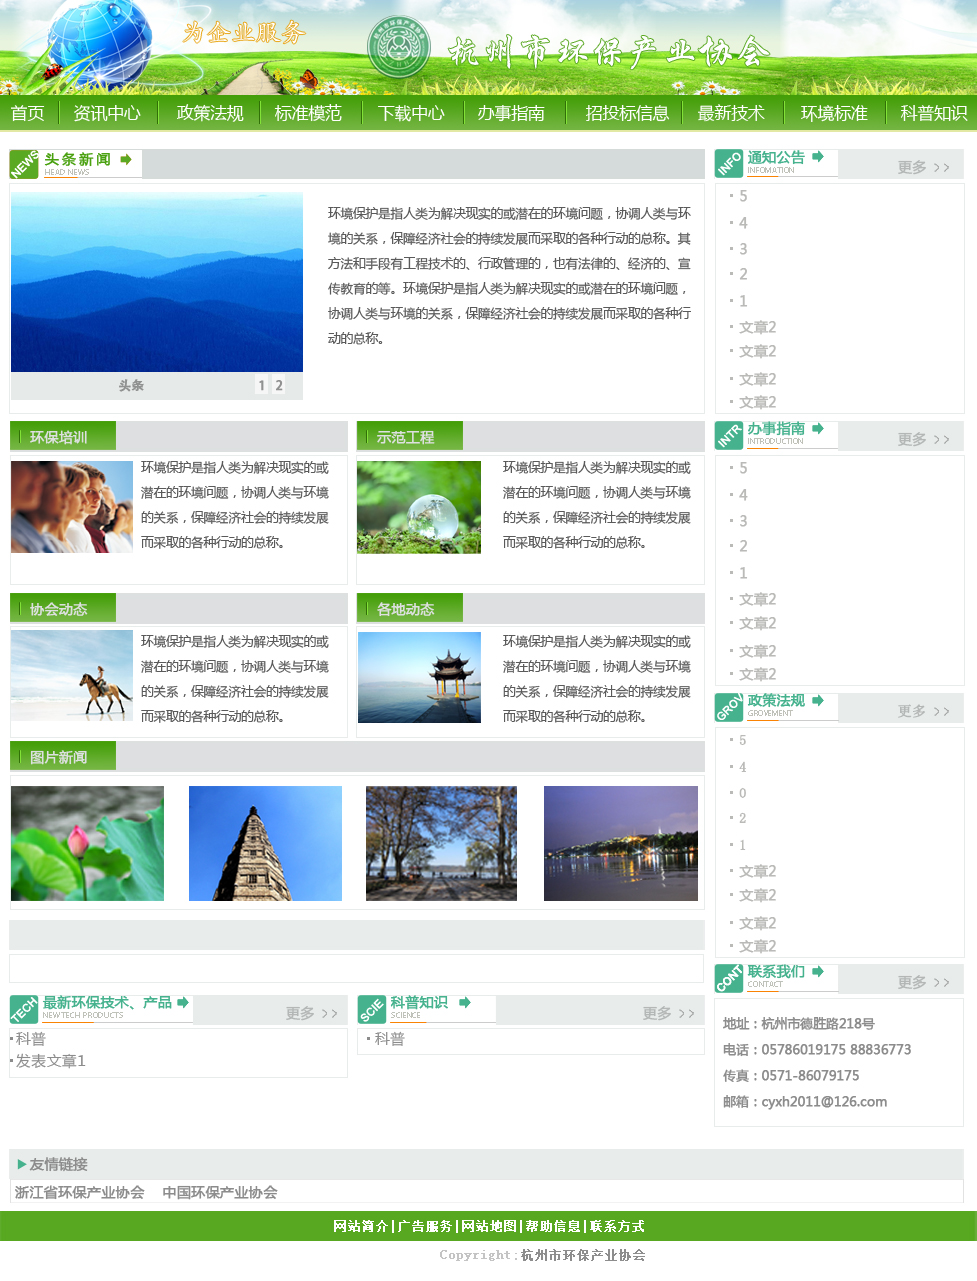 为企业服务
杭州市环保产业协会
首页 资讯中心 政策法规 标准模范 下载中心 办事指南 招投标信息 最新技术 环境标准 科普知识
NEWS 头条新闻
HEAD NEWS
环境保护是指人类为解决现实的或潜在的环境问题，协调人类与环
境的关系，保障经济社会的持续发展而采取的各种行动的总称。其
方法和手段有工程技术的、行政管理的，也有法律的、经济的、宣
传教育的等。环境保护是指人类为解决现实的或潜在的环境问题，
协调人类与环境的关系，保障经济社会的持续发展而采取的各种行
动的总称。
头条 1 2
INFO 通知公告 更多 >>
INFOMATION
5
4
3
2
1
文章2
文章2
文章2
文章2
环保培训
环境保护是指人类为解决现实的或
潜在的环境问题，协调人类与环境
的关系，保障经济社会的持续发展
而采取的各种行动的总称。
示范工程
环境保护是指人类为解决现实的或
潜在的环境问题，协调人类与环境
的关系，保障经济社会的持续发展
而采取的各种行动的总称。
INTR 办事指南 更多 >>
INTRODUCTION
5
4
3
2
1
文章2
文章2
文章2
文章2
协会动态
环境保护是指人类为解决现实的或
潜在的环境问题，协调人类与环境
的关系，保障经济社会的持续发展
而采取的各种行动的总称。
各地动态
环境保护是指人类为解决现实的或
潜在的环境问题，协调人类与环境
的关系，保障经济社会的持续发展
而采取的各种行动的总称。
GROV 政策法规 更多 >>
GROVEMENT
5
4
0
2
1
文章2
文章2
文章2
文章2
图片新闻
TECH 最新环保技术、产品 更多 >>
NEW TECH PRODUCTS
科普
发表文章1
SCIE 科普知识 更多 >>
SCIENCE
科普
CONT 联系我们 更多 >>
CONTACT
地址：杭州市德胜路218号
电话：05786019175 88836773
传真：0571-86079175
邮箱：cyxh2011@126.com
友情链接
浙江省环保产业协会 中国环保产业协会
网站简介|广告服务|网站地图|帮助信息|联系方式
Copyright：杭州市环保产业协会